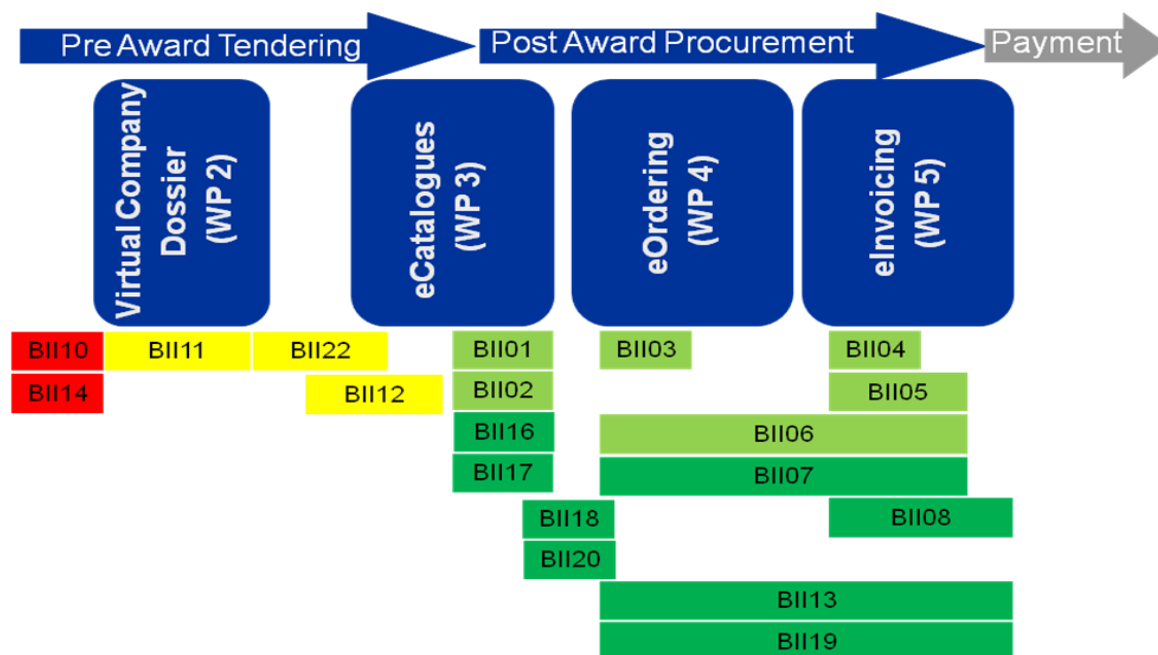 Pre Award Tendering
Post Award Procurement
Payment
Virtual Company
Dossier
(WP 2)
eCatalogues
(WP 3)
eOrdering
(WP 4)
eInvoicing
(WP 5)
BII10
BII11
BII22
BII01
BII03
BII04
BII14
BII12
BII02
BII05
BII16
BII06
BII17
BII07
BII18
BII08
BII20
BII13
BII19